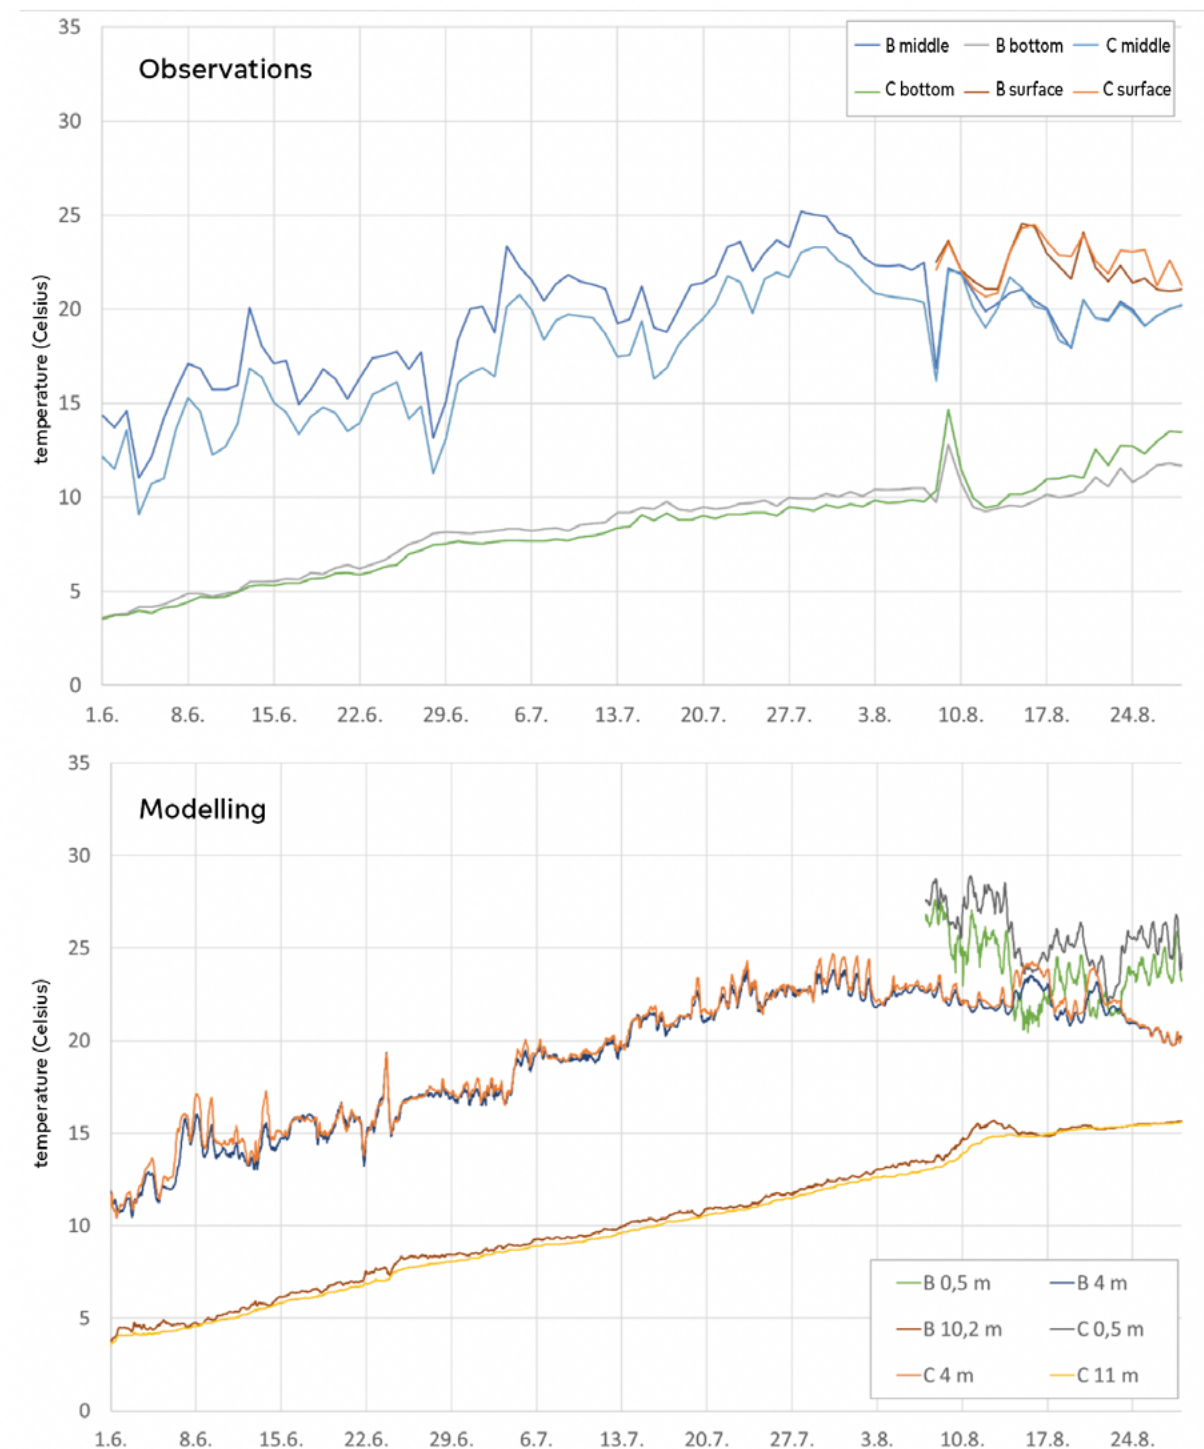 35
B middle B bottom C middle
Observations
C bottom B surface C surface
30
25
20
15
10
5
0
temperature (Celsius)
1.6. 8.6. 15.6. 22.6. 29.6. 6.7. 13.7. 20.7. 27.7. 3.8. 10.8. 17.8. 24.8.
35
Modelling
30
25
20
15
10
5
0
temperature (Celsius)
B 0,5 m B 4 m
B 10,2 m C 0,5 m
C 4 m C 11 m
1.6. 8.6. 15.6. 22.6. 29.6. 6.7. 13.7. 20.7. 27.7. 3.8. 10.8. 17.8. 24.8.